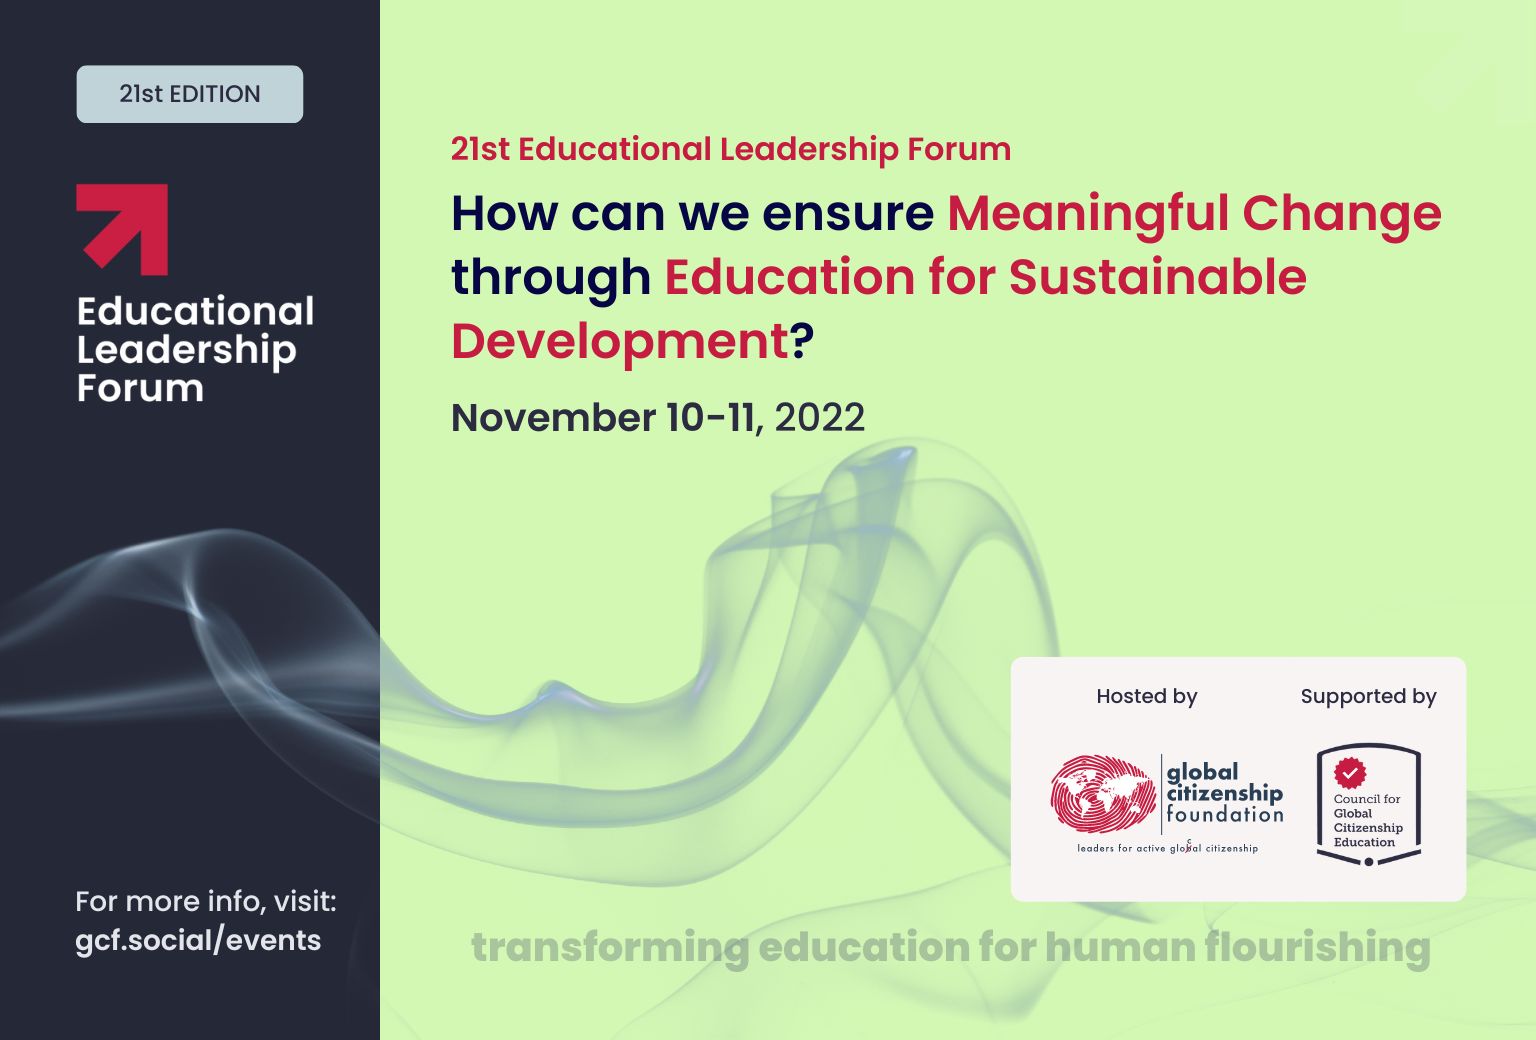 21st EDITION
Educational
Leadership
Forum
For more info, visit:
gcf.social/events
21st Educational Leadership Forum
How can we ensure Meaningful Change
through Education for Sustainable
Development?
November 10-11, 2022
Hosted by
global
citizenship
foundation
leaders for active glocal citizenship
Supported by
Council for
Global
Citizenship
Education
transforming education for human flourishing